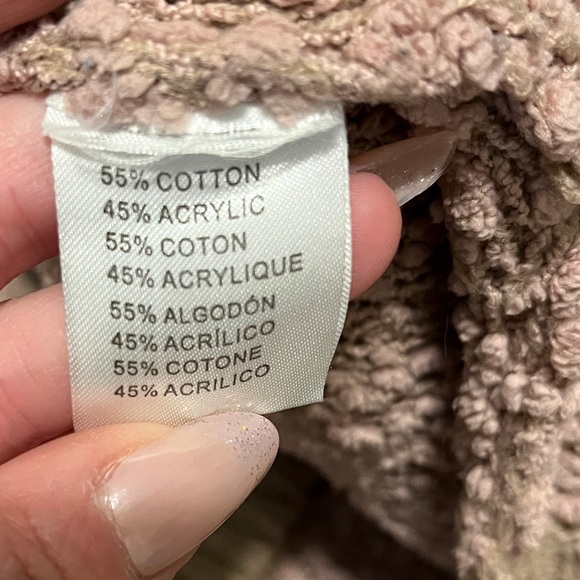 55% COTTON
45% ACRYLIC
55% COTON
45% ACRYLIQUE
55% ALGODÓN
45% ACRÍLICO
55% COTONE
45% ACRILICO